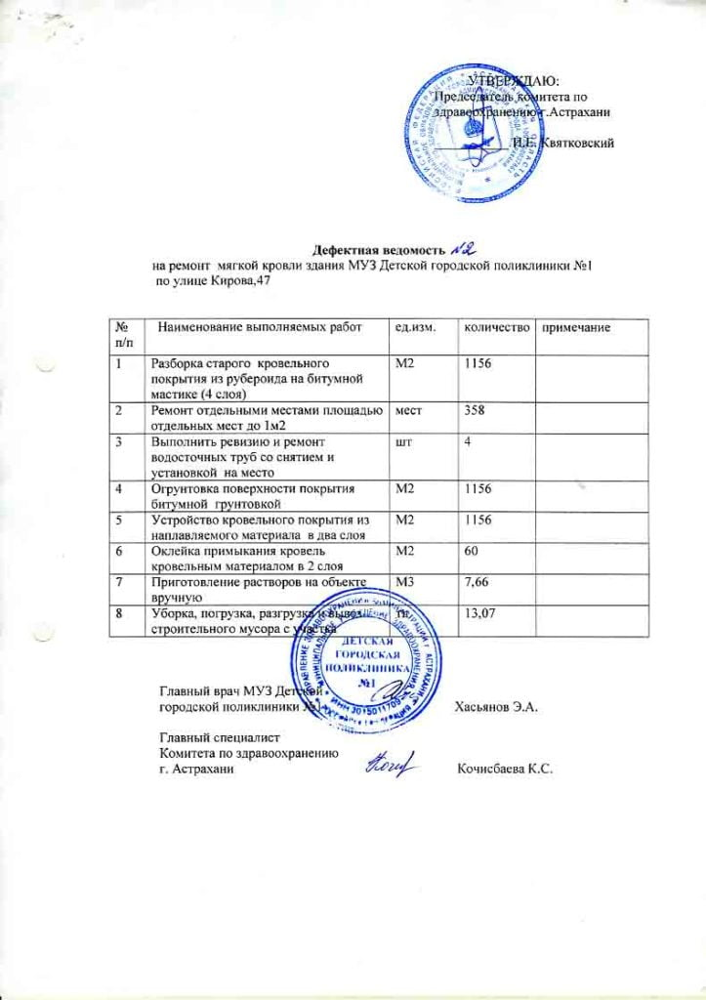 УТВЕРЖДАЮ:
Председатель комитета по
здравоохранению г.Астрахани
И.Е. Квятковский
Дефектная ведомость №2
на ремонт мягкой кровли здания МУЗ Детской городской поликлиники №1
по улице Кирова,47
№ п/п Наименование выполняемых работ ед.изм. количество примечание
1 Разборка старого кровельного М2 1156
покрытия из рубероида на битумной
мастике (4 слоя)
2 Ремонт отдельными местами площадью мест 358
отдельных мест до 1м2
3 Выполнить ревизию и ремонт шт 4
водосточных труб со снятием и
установкой на место
4 Огрунтовка поверхности покрытия М2 1156
битумной грунтовкой
5 Устройство кровельного покрытия из М2 1156
наплавляемого материала в два слоя
6 Оклейка примыкания кровель М2 60
кровельным материалом в 2 слоя
7 Приготовление растворов на объекте М3 7,66
вручную
8 Уборка, погрузка, разгрузка и вывоз 13,07
строительного мусора с участка
ДЕТСКАЯ
ГОРОДСКАЯ
ПОЛИКЛИНИКА
№1
Главный врач МУЗ Детской
городской поликлиники №1 Хасьянов Э.А.
Главный специалист
Комитета по здравоохранению
г. Астрахани Кочисбаева К.С.